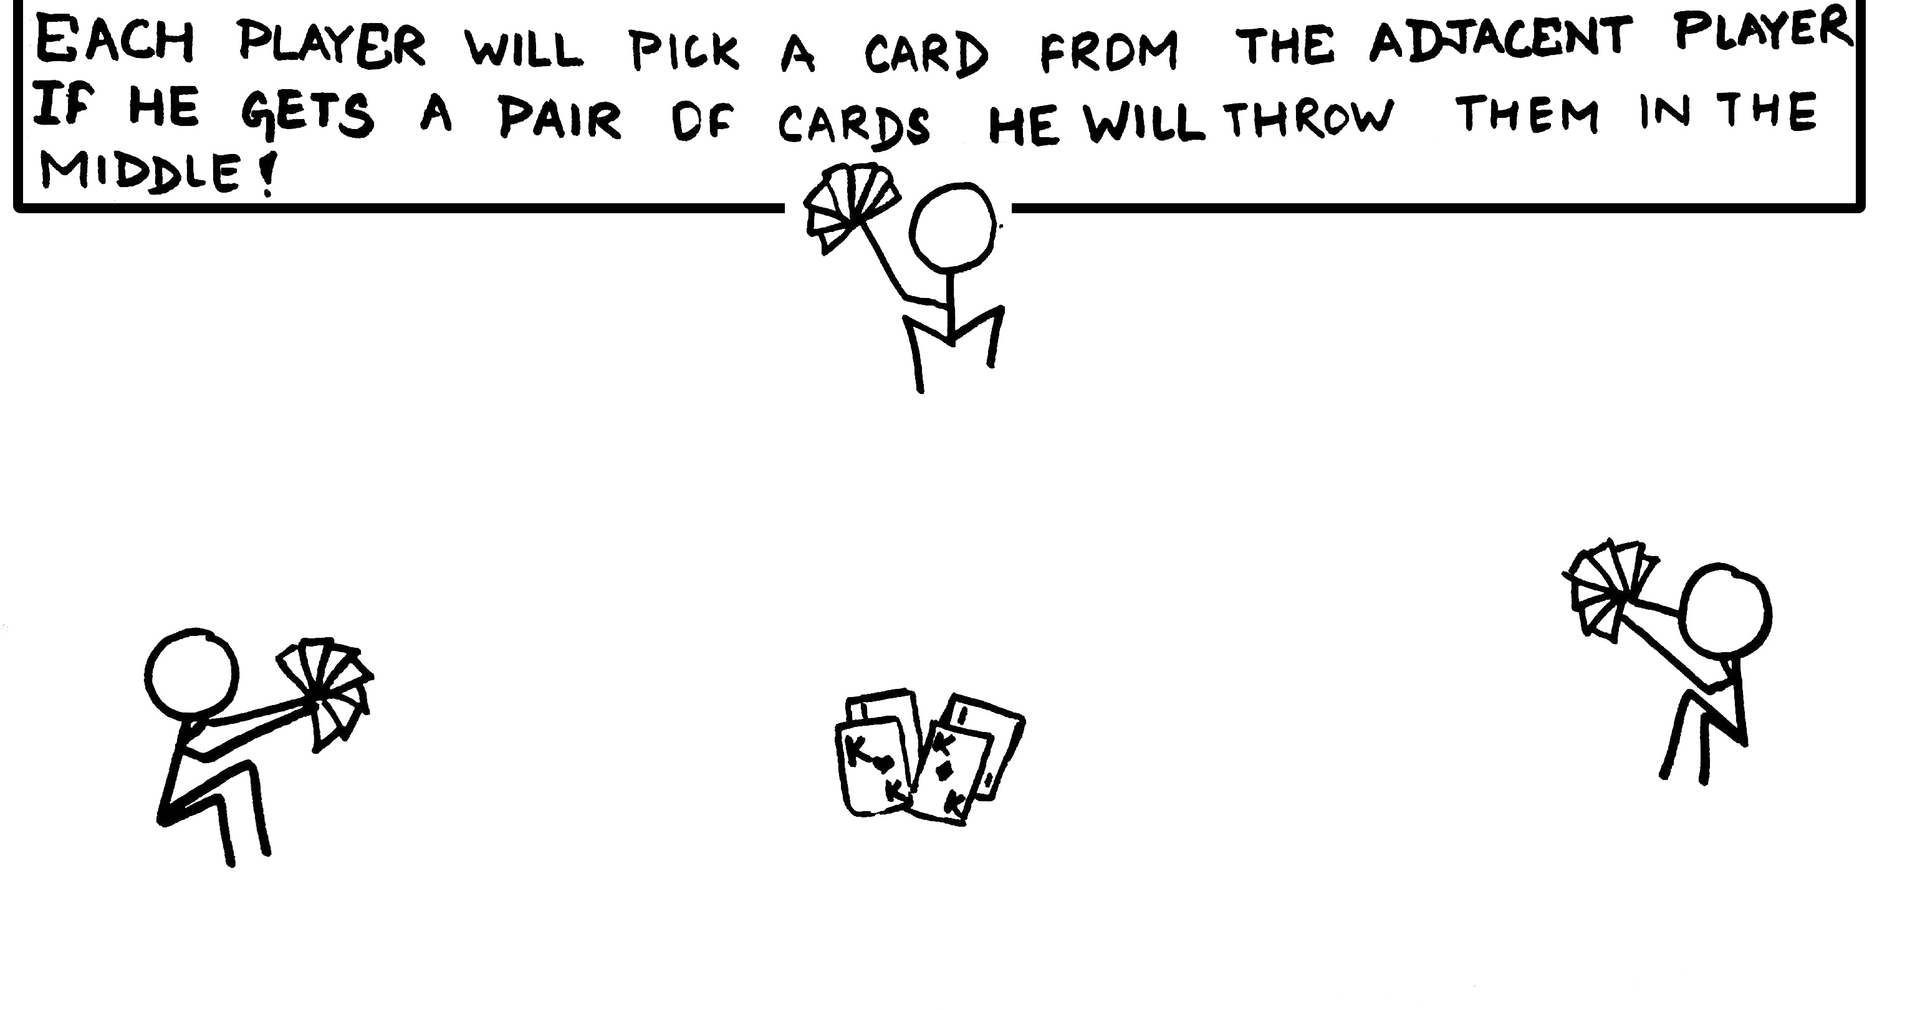 EACH PLAYER WILL PICK A CARD FROM THE ADJACENT PLAYER
IF HE GETS A PAIR OF CARDS HE WILL THROW THEM IN THE
MIDDLE!
K
K
K
K